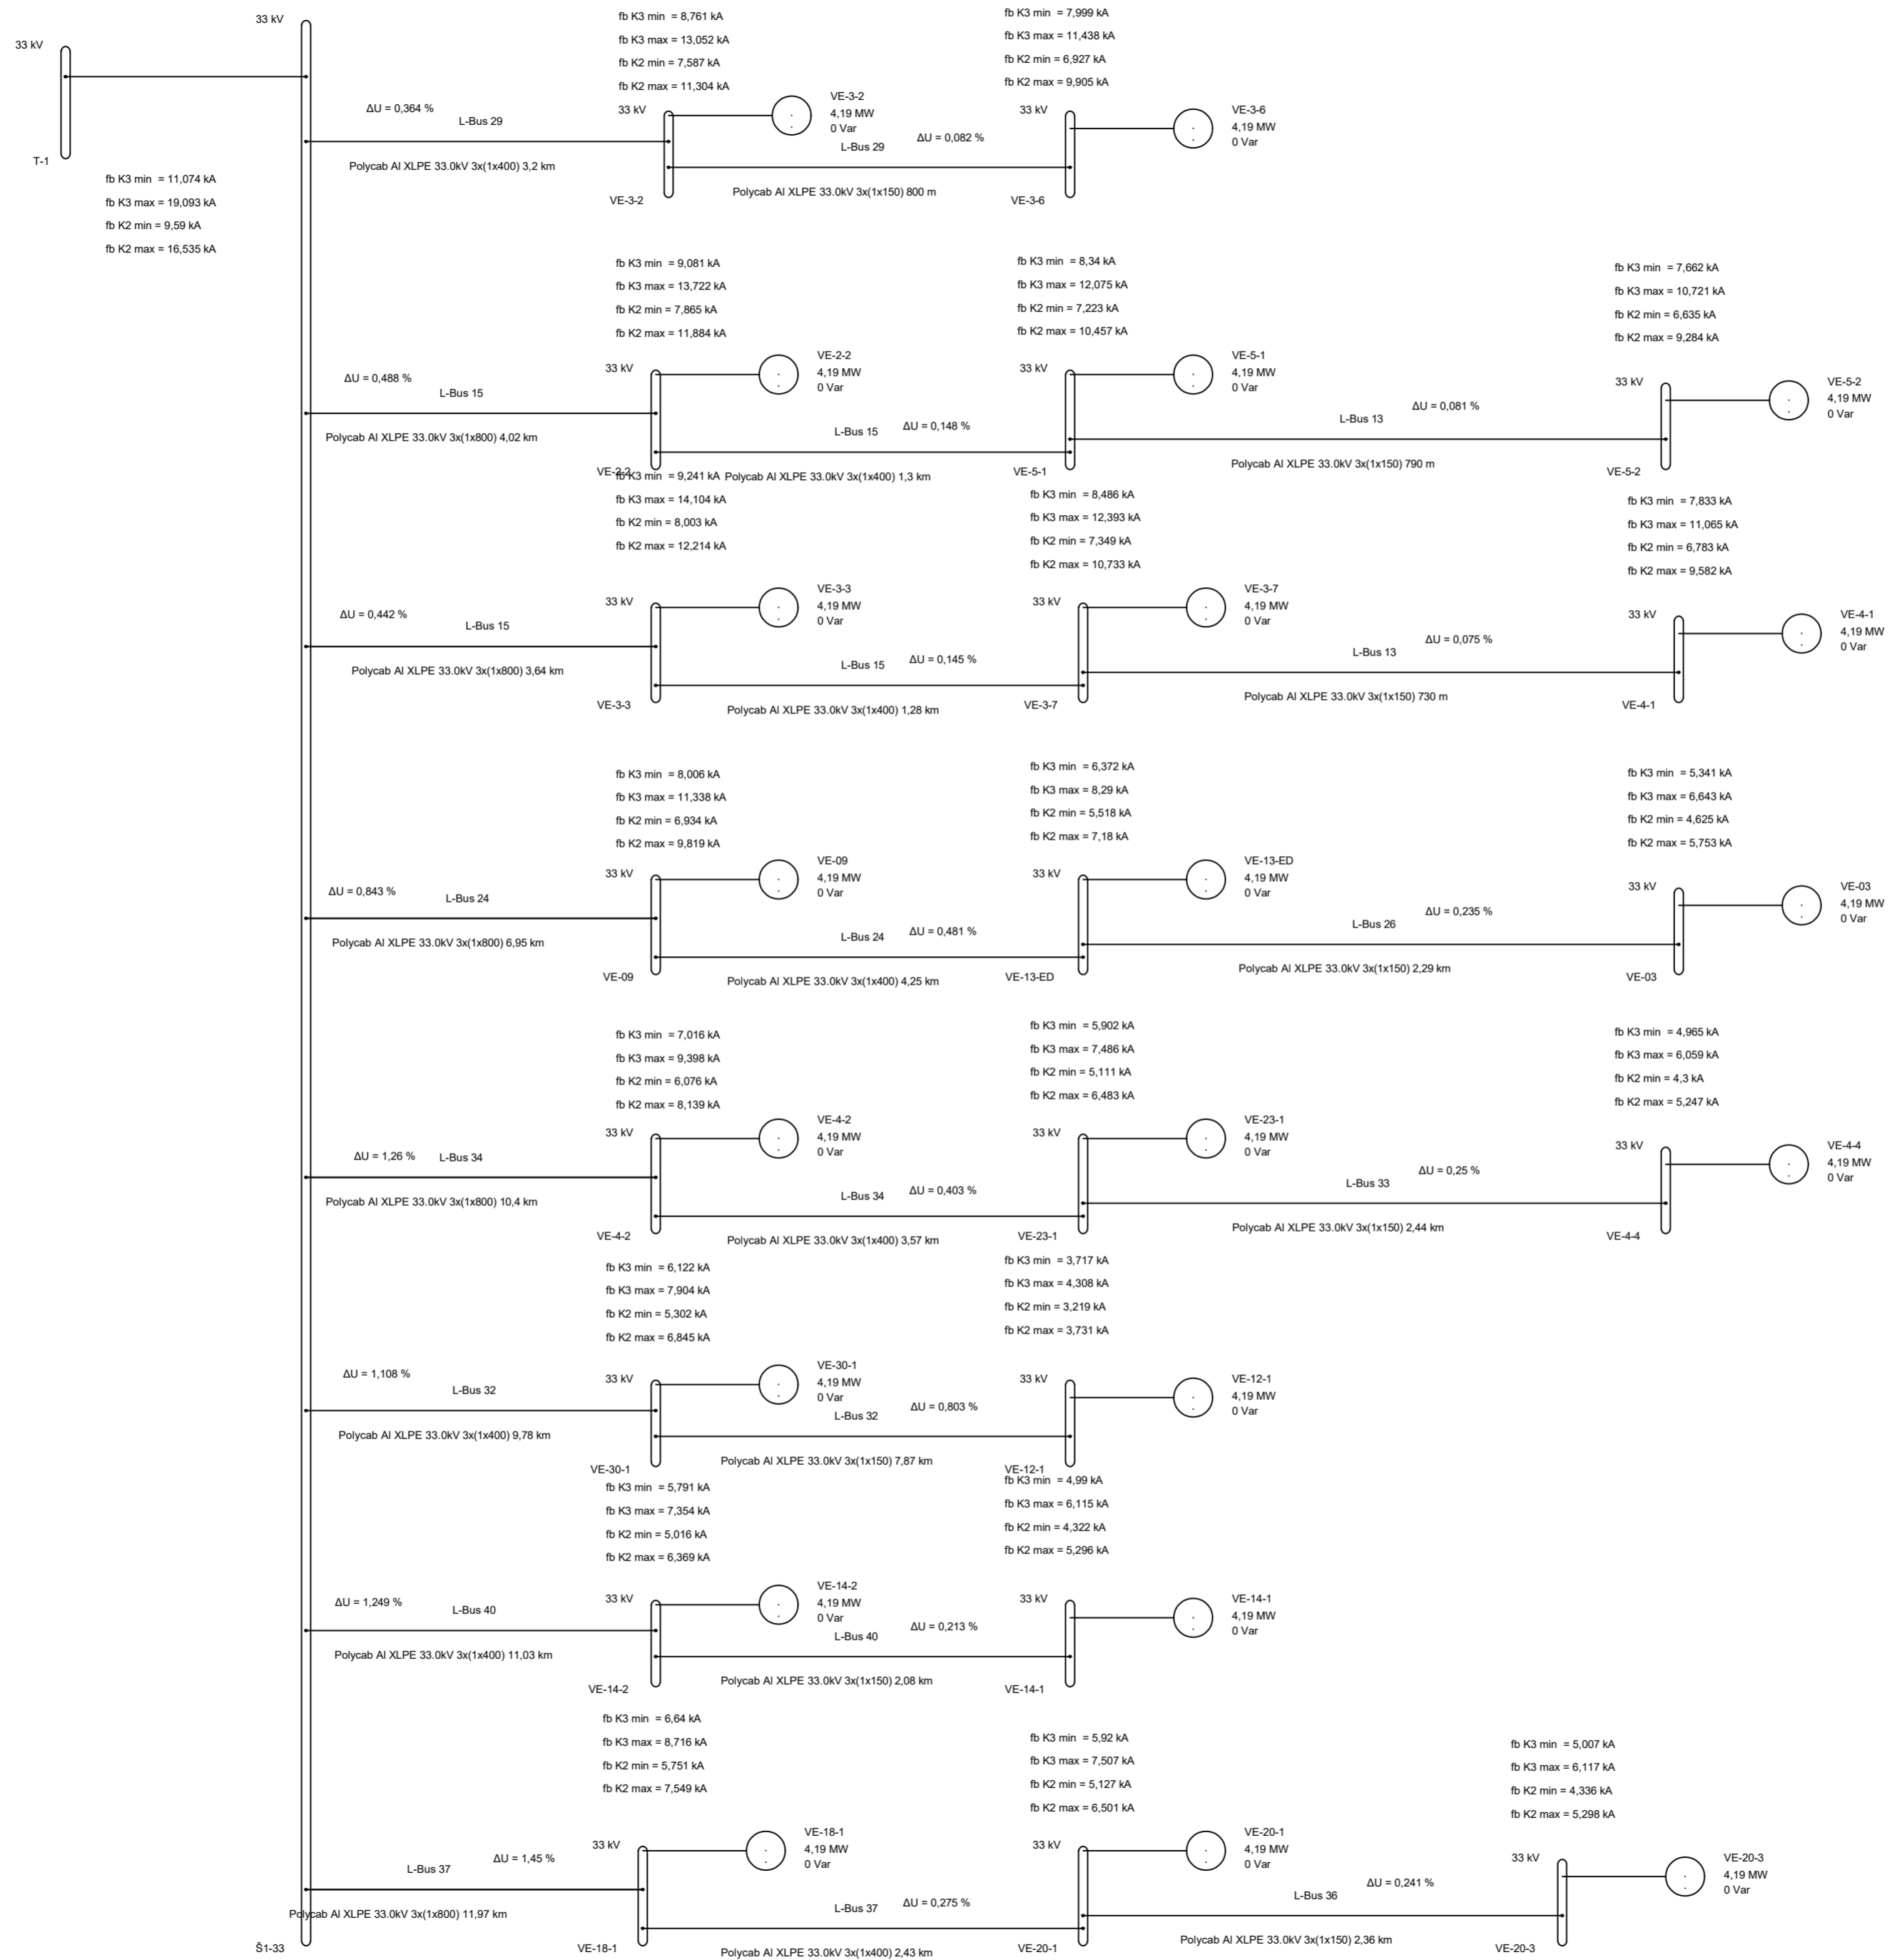 33 kV
T-1
33 kV
Š1-33
fb K3 min = 11,074 kA
fb K3 max = 19,093 kA
fb K2 min = 9,59 kA
fb K2 max = 16,535 kA
fb K3 min = 8,761 kA
fb K3 max = 13,052 kA
fb K2 min = 7,587 kA
fb K2 max = 11,304 kA
fb K3 min = 7,999 kA
fb K3 max = 11,438 kA
fb K2 min = 6,927 kA
fb K2 max = 9,905 kA
ΔU = 0,364 %
L-Bus 29
Polycab Al XLPE 33.0kV 3x(1x400) 3,2 km
33 kV
VE-3-2
VE-3-2
4,19 MW
0 Var
L-Bus 29
ΔU = 0,082 %
Polycab Al XLPE 33.0kV 3x(1x150) 800 m
33 kV
VE-3-6
VE-3-6
4,19 MW
0 Var
fb K3 min = 9,081 kA
fb K3 max = 13,722 kA
fb K2 min = 7,865 kA
fb K2 max = 11,884 kA
fb K3 min = 8,34 kA
fb K3 max = 12,075 kA
fb K2 min = 7,223 kA
fb K2 max = 10,457 kA
fb K3 min = 7,662 kA
fb K3 max = 10,721 kA
fb K2 min = 6,635 kA
fb K2 max = 9,284 kA
ΔU = 0,488 %
L-Bus 15
Polycab Al XLPE 33.0kV 3x(1x800) 4,02 km
33 kV
VE-2-2
VE-2-2
4,19 MW
0 Var
L-Bus 15
ΔU = 0,148 %
Polycab Al XLPE 33.0kV 3x(1x400) 1,3 km
33 kV
VE-5-1
VE-5-1
4,19 MW
0 Var
L-Bus 13
ΔU = 0,081 %
Polycab Al XLPE 33.0kV 3x(1x150) 790 m
33 kV
VE-5-2
VE-5-2
4,19 MW
0 Var
fb K3 min = 9,241 kA
fb K3 max = 14,104 kA
fb K2 min = 8,003 kA
fb K2 max = 12,214 kA
fb K3 min = 8,486 kA
fb K3 max = 12,393 kA
fb K2 min = 7,349 kA
fb K2 max = 10,733 kA
fb K3 min = 7,833 kA
fb K3 max = 11,065 kA
fb K2 min = 6,783 kA
fb K2 max = 9,582 kA
ΔU = 0,442 %
L-Bus 15
Polycab Al XLPE 33.0kV 3x(1x800) 3,64 km
33 kV
VE-3-3
VE-3-3
4,19 MW
0 Var
L-Bus 15
ΔU = 0,145 %
Polycab Al XLPE 33.0kV 3x(1x400) 1,28 km
33 kV
VE-3-7
VE-3-7
4,19 MW
0 Var
L-Bus 13
ΔU = 0,075 %
Polycab Al XLPE 33.0kV 3x(1x150) 730 m
33 kV
VE-4-1
VE-4-1
4,19 MW
0 Var
fb K3 min = 8,006 kA
fb K3 max = 11,338 kA
fb K2 min = 6,934 kA
fb K2 max = 9,819 kA
fb K3 min = 6,372 kA
fb K3 max = 8,29 kA
fb K2 min = 5,518 kA
fb K2 max = 7,18 kA
fb K3 min = 5,341 kA
fb K3 max = 6,643 kA
fb K2 min = 4,625 kA
fb K2 max = 5,753 kA
ΔU = 0,843 %
L-Bus 24
Polycab Al XLPE 33.0kV 3x(1x800) 6,95 km
33 kV
VE-09
VE-09
4,19 MW
0 Var
L-Bus 24
ΔU = 0,481 %
Polycab Al XLPE 33.0kV 3x(1x400) 4,25 km
33 kV
VE-13-ED
VE-13-ED
4,19 MW
0 Var
L-Bus 26
ΔU = 0,235 %
Polycab Al XLPE 33.0kV 3x(1x150) 2,29 km
33 kV
VE-03
VE-03
4,19 MW
0 Var
fb K3 min = 7,016 kA
fb K3 max = 9,398 kA
fb K2 min = 6,076 kA
fb K2 max = 8,139 kA
fb K3 min = 5,902 kA
fb K3 max = 7,486 kA
fb K2 min = 5,111 kA
fb K2 max = 6,483 kA
fb K3 min = 4,965 kA
fb K3 max = 6,059 kA
fb K2 min = 4,3 kA
fb K2 max = 5,247 kA
ΔU = 1,26 %
L-Bus 34
Polycab Al XLPE 33.0kV 3x(1x800) 10,4 km
33 kV
VE-4-2
VE-4-2
4,19 MW
0 Var
L-Bus 34
ΔU = 0,403 %
Polycab Al XLPE 33.0kV 3x(1x400) 3,57 km
33 kV
VE-23-1
VE-23-1
4,19 MW
0 Var
L-Bus 33
ΔU = 0,25 %
Polycab Al XLPE 33.0kV 3x(1x150) 2,44 km
33 kV
VE-4-4
VE-4-4
4,19 MW
0 Var
fb K3 min = 6,122 kA
fb K3 max = 7,904 kA
fb K2 min = 5,302 kA
fb K2 max = 6,845 kA
fb K3 min = 3,717 kA
fb K3 max = 4,308 kA
fb K2 min = 3,219 kA
fb K2 max = 3,731 kA
ΔU = 1,108 %
L-Bus 32
Polycab Al XLPE 33.0kV 3x(1x400) 9,78 km
33 kV
VE-30-1
VE-30-1
4,19 MW
0 Var
L-Bus 32
ΔU = 0,803 %
Polycab Al XLPE 33.0kV 3x(1x150) 7,87 km
33 kV
VE-12-1
VE-12-1
4,19 MW
0 Var
fb K3 min = 5,791 kA
fb K3 max = 7,354 kA
fb K2 min = 5,016 kA
fb K2 max = 6,369 kA
fb K3 min = 4,99 kA
fb K3 max = 6,115 kA
fb K2 min = 4,322 kA
fb K2 max = 5,296 kA
ΔU = 1,249 %
L-Bus 40
Polycab Al XLPE 33.0kV 3x(1x400) 11,03 km
33 kV
VE-14-2
VE-14-2
4,19 MW
0 Var
L-Bus 40
ΔU = 0,213 %
Polycab Al XLPE 33.0kV 3x(1x150) 2,08 km
33 kV
VE-14-1
VE-14-1
4,19 MW
0 Var
fb K3 min = 6,64 kA
fb K3 max = 8,716 kA
fb K2 min = 5,751 kA
fb K2 max = 7,549 kA
fb K3 min = 5,92 kA
fb K3 max = 7,507 kA
fb K2 min = 5,127 kA
fb K2 max = 6,501 kA
fb K3 min = 5,007 kA
fb K3 max = 6,117 kA
fb K2 min = 4,336 kA
fb K2 max = 5,298 kA
L-Bus 37
ΔU = 1,45 %
Polycab Al XLPE 33.0kV 3x(1x800) 11,97 km
33 kV
VE-18-1
VE-18-1
4,19 MW
0 Var
L-Bus 37
ΔU = 0,275 %
Polycab Al XLPE 33.0kV 3x(1x400) 2,43 km
33 kV
VE-20-1
VE-20-1
4,19 MW
0 Var
L-Bus 36
ΔU = 0,241 %
Polycab Al XLPE 33.0kV 3x(1x150) 2,36 km
33 kV
VE-20-3
VE-20-3
4,19 MW
0 Var